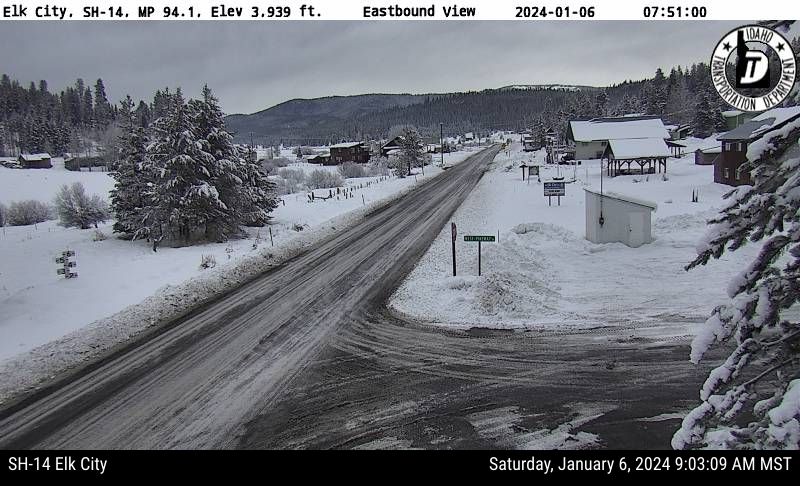 Elk City, SH-14, MP 94.1, Elev 3,939 ft. Eastbound View 2024-01-06 07:51:00
IDAHO
TRANSPORTATION DEPARTMENT
SH-14 Elk City Saturday, January 6, 2024 9:03:09 AM MST